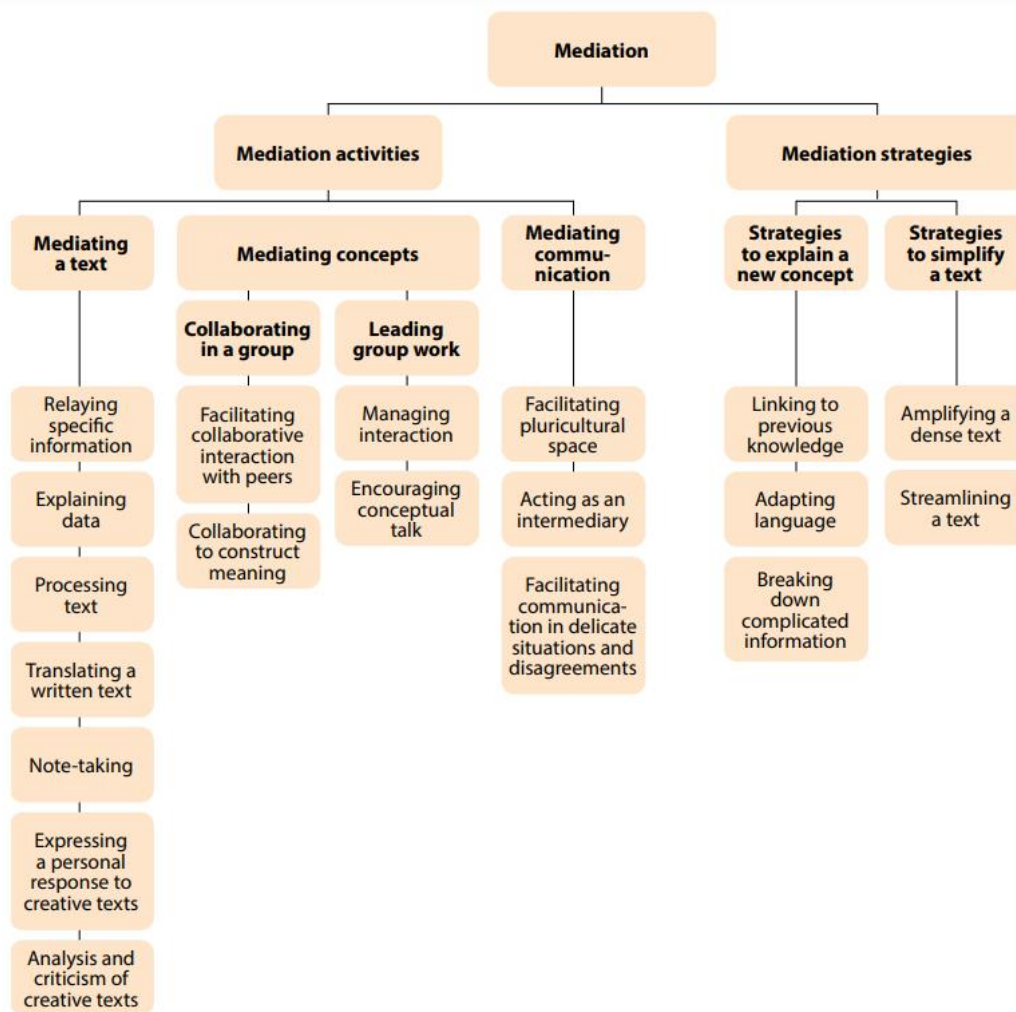 Mediation
Mediation activities
Mediation strategies
Mediating
a text
Mediating concepts
Mediating
commu-
nication
Strategies
to explain a
new concept
Strategies
to simplify
a text
Collaborating
in a group
Leading
group work
Relaying
specific
information
Explaining
data
Processing
text
Translating a
written text
Note-taking
Expressing
a personal
response to
creative texts
Analysis and
criticism of
creative texts
Facilitating
collaborative
interaction
with peers
Collaborating
to construct
meaning
Managing
interaction
Encouraging
conceptual
talk
Facilitating
pluricultural
space
Acting as an
intermediary
Facilitating
communica-
tion in delicate
situations and
disagreements
Linking to
previous
knowledge
Adapting
language
Breaking
down
complicated
information
Amplifying a
dense text
Streamlining
a text